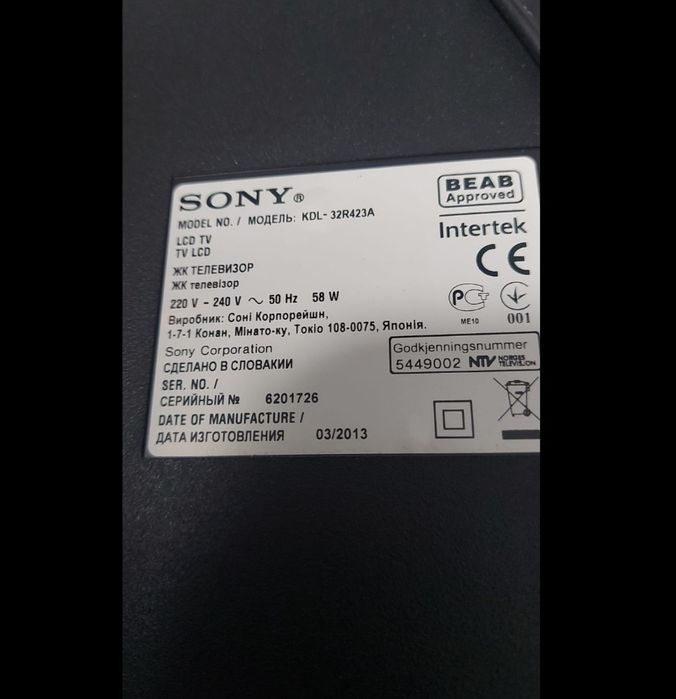 SONY®
MODEL NO. / МОДЕЛЬ: KDL- 32R423A
LCD TV
TV LCD
ЖК ТЕЛЕВИЗОР
ЖК телевізор
220 V - 240 V ～ 50 Hz 58 W
Виробник: Соні Корпорейшн,
1-7-1 Конан, Мінато-ку, Токіо 108-0075, Японія.
Sony Corporation
СДЕЛАНО В СЛОВАКИИ
SER. NO. /
СЕРИЙНЫЙ № 6201726
DATE OF MANUFACTURE /
ДАТА ИЗГОТОВЛЕНИЯ 03/2013
BEAB
Approved
Intertek
CE
РСТ
ME10 001
Godkjenningsnummer
5449002 NTV NORGES
TELEVISJON